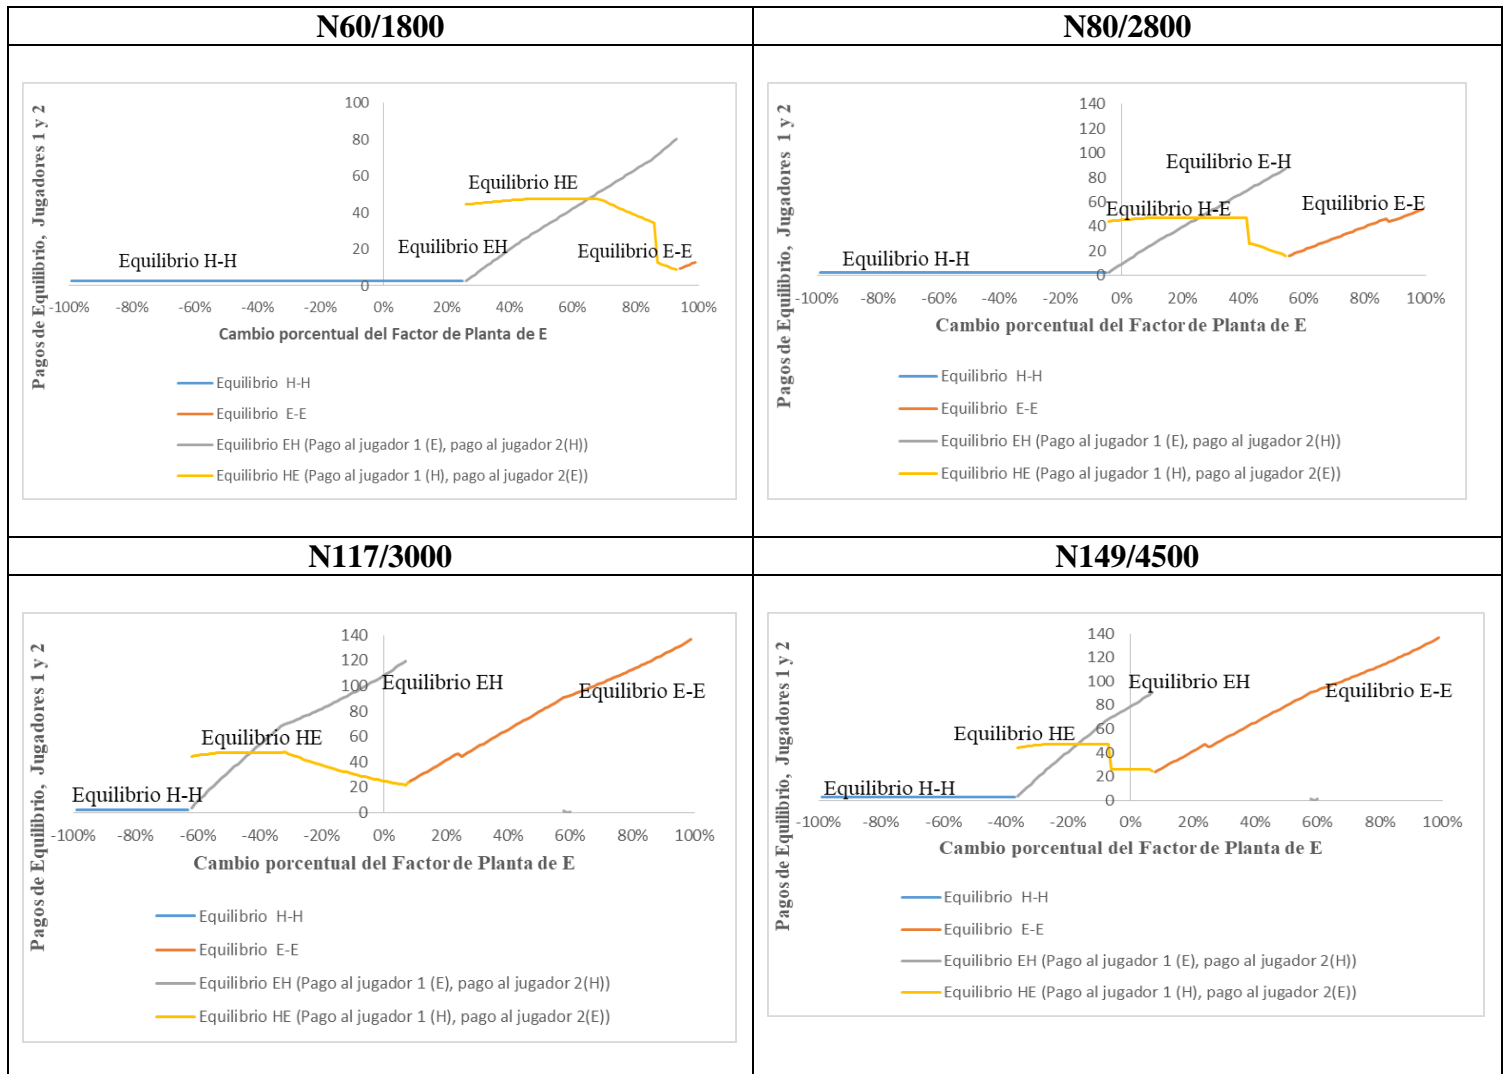 N60/1800
N80/2800
Pagos de Equilibrio, Jugadores 1 y 2
100
80
60
40
20
0
Equilibrio HE
Equilibrio EH
Equilibrio E-E
Equilibrio H-H
-100% -80% -60% -40% -20% 0% 20% 40% 60% 80% 100%
Cambio porcentual del Factor de Planta de E
Equilibrio H-H
Equilibrio E-E
Equilibrio EH (Pago al jugador 1 (E), pago al jugador 2(H))
Equilibrio HE (Pago al jugador 1 (H), pago al jugador 2(E))
Pagos de Equilibrio, Jugadores 1 y 2
140
120
100
80
60
40
20
0
Equilibrio E-H
Equilibrio H-E
Equilibrio E-E
Equilibrio H-H
-100% -80% -60% -40% -20% 0% 20% 40% 60% 80% 100%
Cambio porcentual del Factor de Planta de E
Equilibrio H-H
Equilibrio E-E
Equilibrio EH (Pago al jugador 1 (E), pago al jugador 2(H))
Equilibrio HE (Pago al jugador 1 (H), pago al jugador 2(E))
N117/3000
N149/4500
Pagos de Equilibrio, Jugadores 1 y 2
140
120
100
80
60
40
20
0
Equilibrio EH
Equilibrio E-E
Equilibrio HE
Equilibrio H-H
-100% -80% -60% -40% -20% 0% 20% 40% 60% 80% 100%
Cambio porcentual del Factor de Planta de E
Equilibrio H-H
Equilibrio E-E
Equilibrio EH (Pago al jugador 1 (E), pago al jugador 2(H))
Equilibrio HE (Pago al jugador 1 (H), pago al jugador 2(E))
Pagos de Equilibrio, Jugadores 1 y 2
140
120
100
80
60
40
20
0
Equilibrio EH
Equilibrio E-E
Equilibrio HE
Equilibrio H-H
-100% -80% -60% -40% -20% 0% 20% 40% 60% 80% 100%
Cambio porcentual del Factor de Planta de E
Equilibrio H-H
Equilibrio E-E
Equilibrio EH (Pago al jugador 1 (E), pago al jugador 2(H))
Equilibrio HE (Pago al jugador 1 (H), pago al jugador 2(E))